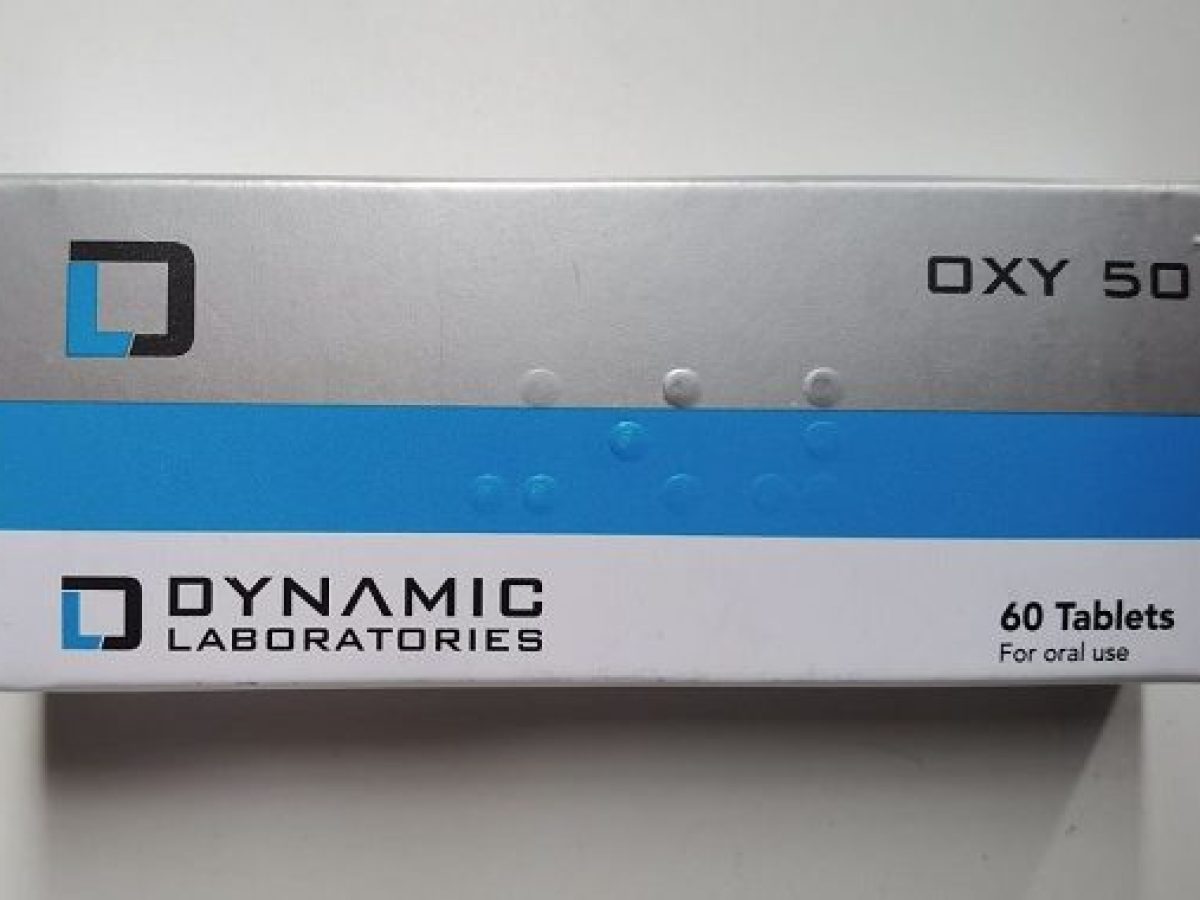 OXY 50
DYNAMIC
LABORATORIES
60 Tablets
For oral use